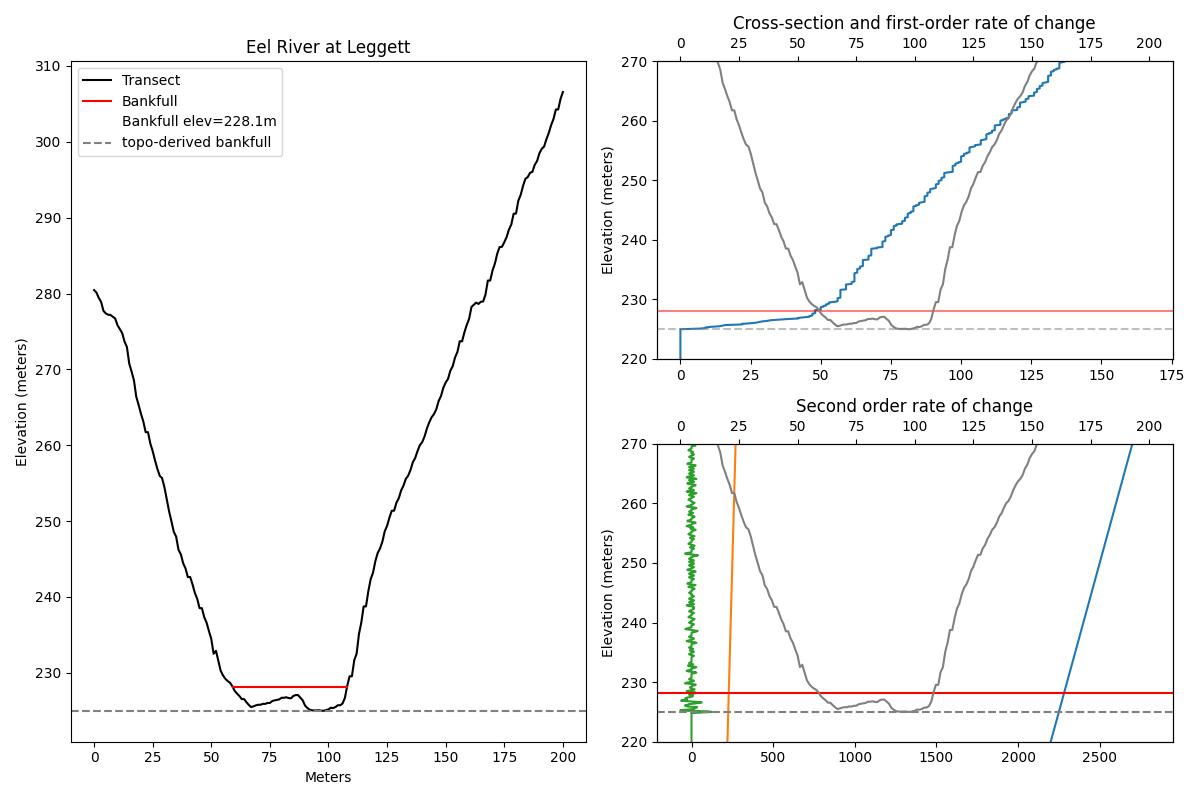 Eel River at Leggett
Transect
Bankfull
Bankfull elev=228.1m
topo-derived bankfull
310
300
290
280
270
260
250
240
230
Elevation (meters)
0 25 50 75 100 125 150 175 200
Meters
Cross-section and first-order rate of change
0 25 50 75 100 125 150 175 200
270
260
250
240
230
220
Elevation (meters)
0 25 50 75 100 125 150 175
Second order rate of change
0 25 50 75 100 125 150 175 200
270
260
250
240
230
220
Elevation (meters)
0 500 1000 1500 2000 2500